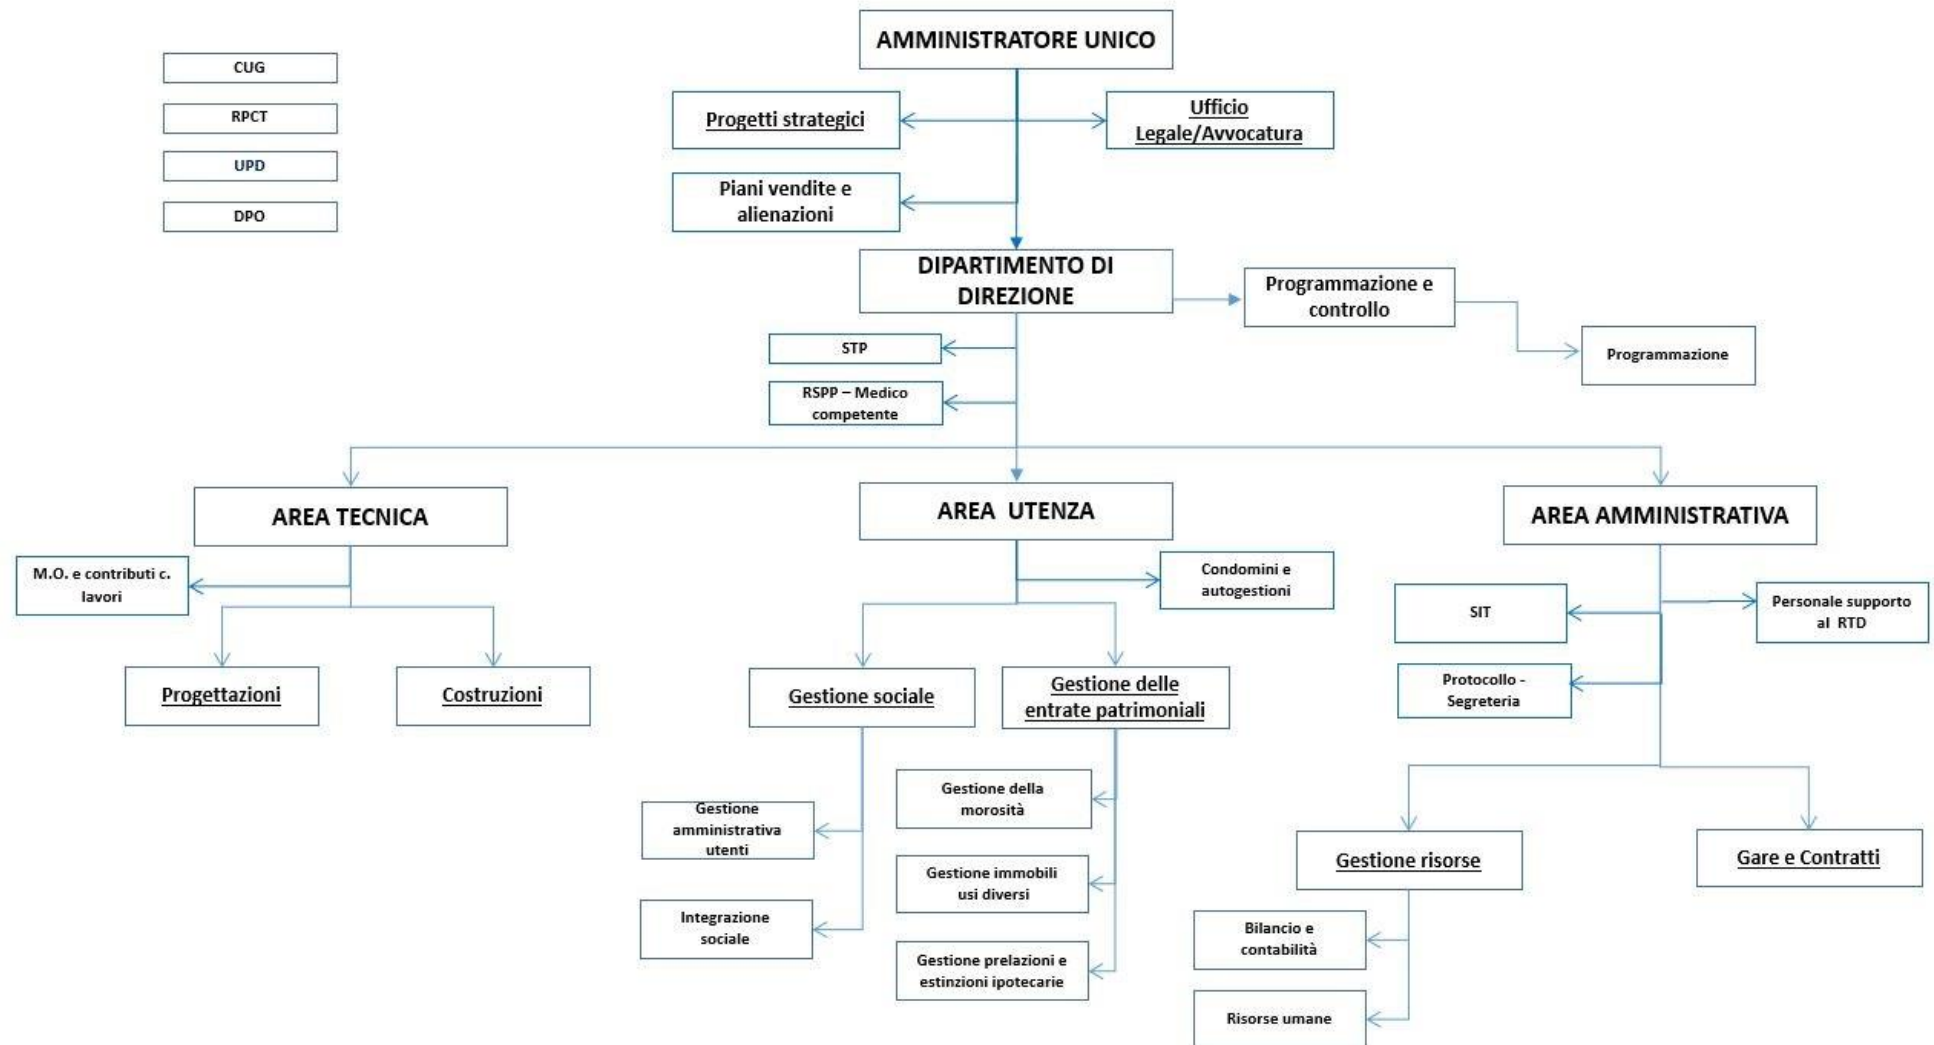 AMMINISTRATORE UNICO
CUG
RPCT
UPD
DPO
Progetti strategici
Ufficio
Legale/Avvocatura
Piani vendite e
alienazioni
DIPARTIMENTO DI
DIREZIONE
Programmazione e
controllo
Programmazione
STP
RSPP – Medico
competente
AREA TECNICA
AREA UTENZA
AREA AMMINISTRATIVA
M.O. e contributi c.
lavori
Condomini e
autogestioni
SIT
Personale supporto
al RTD
Protocollo -
Segreteria
Progettazioni
Costruzioni
Gestione sociale
Gestione delle
entrate patrimoniali
Gestione
amministrativa
utenti
Integrazione
sociale
Gestione della
morosità
Gestione immobili
usi diversi
Gestione prelazioni e
estinzioni ipotecarie
Gestione risorse
Gare e Contratti
Bilancio e
contabilità
Risorse umane